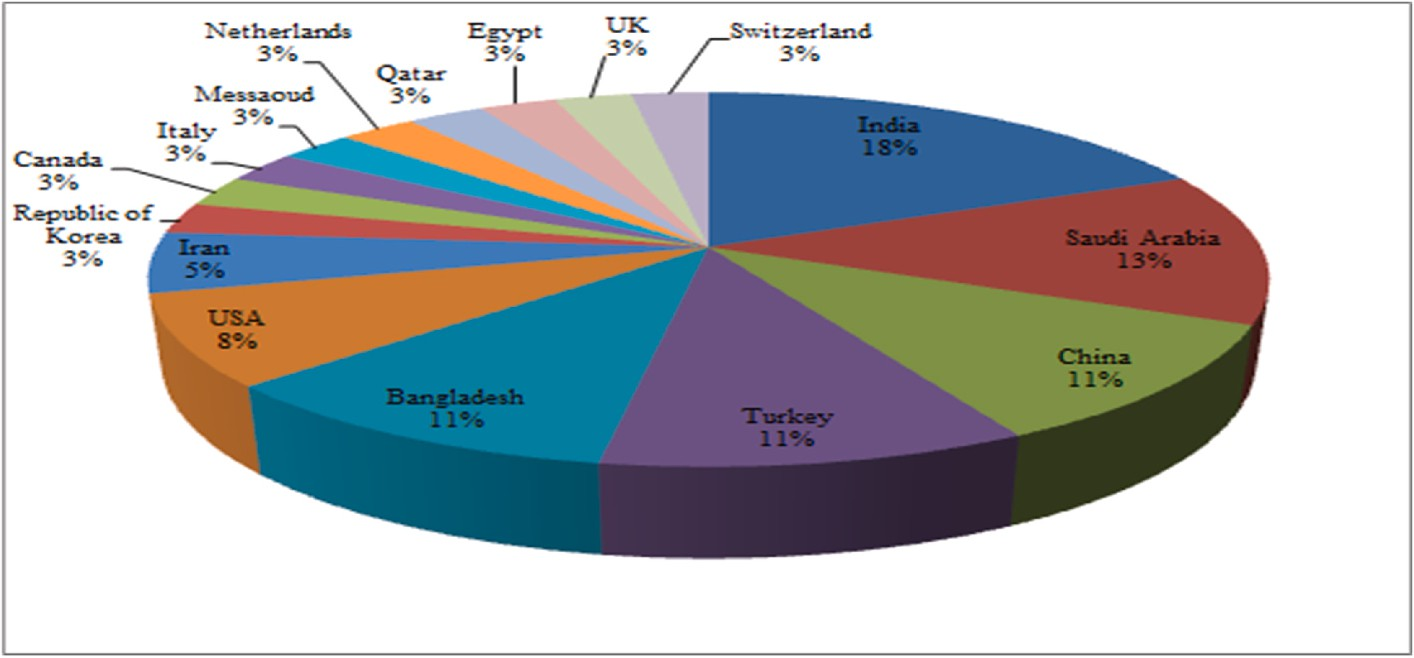 Netherlands
3%
Egypt
3%
UK
3%
Switzerland
3%
Qatar
3%
Messaoud
3%
Italy
3%
Canada
3%
Republic of
Korea
3%
Iran
5%
USA
8%
Bangladesh
11%
Turkey
11%
China
11%
Saudi Arabia
13%
India
18%